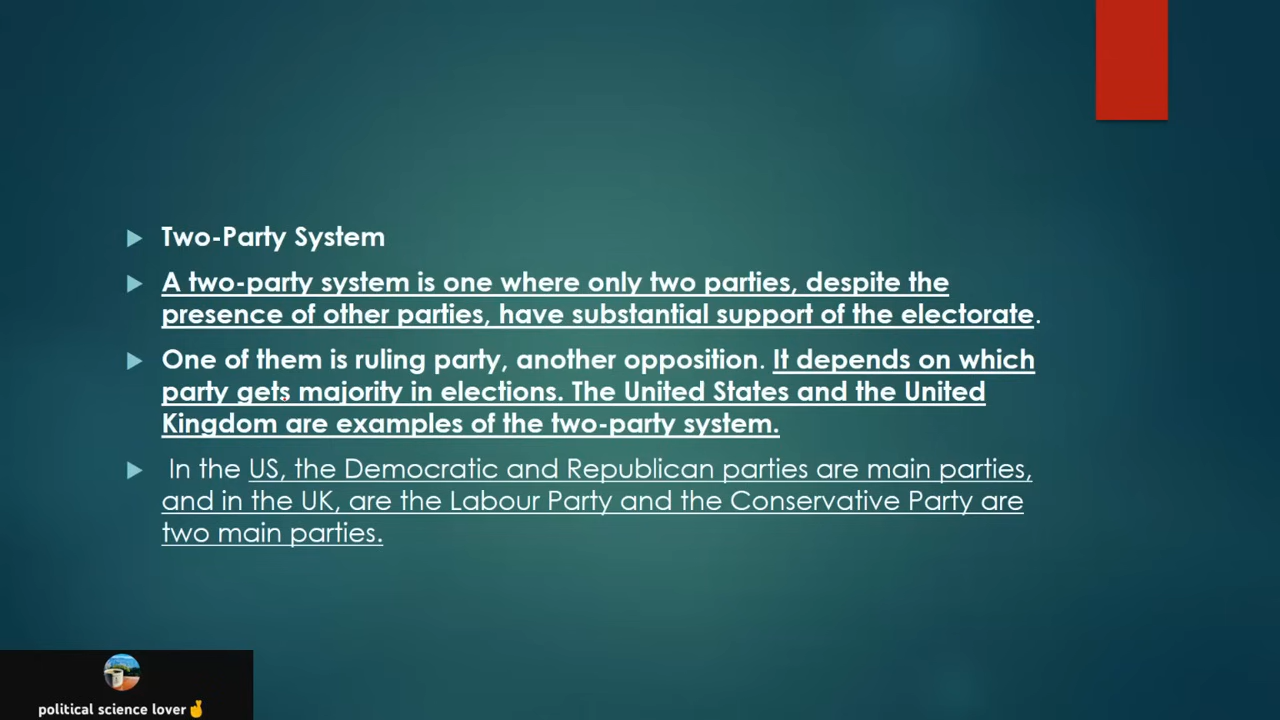 Two-Party System
A two-party system is one where only two parties, despite the
presence of other parties, have substantial support of the electorate.
One of them is ruling party, another opposition. It depends on which
party gets majority in elections. The United States and the United
Kingdom are examples of the two-party system.
In the US, the Democratic and Republican parties are main parties,
and in the UK, are the Labour Party and the Conservative Party are
two main parties.
political science lover🤞